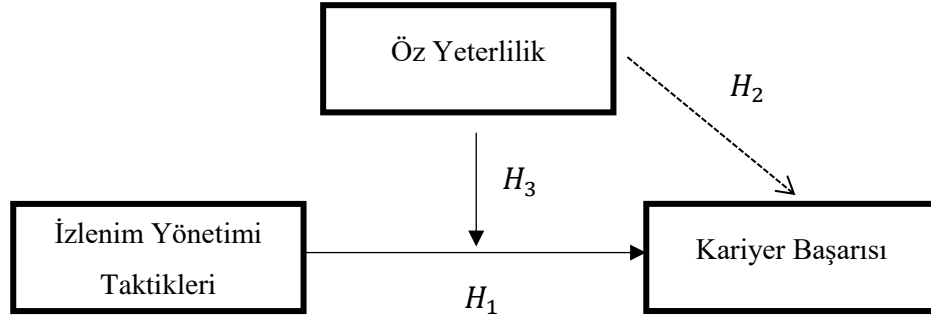 Öz Yeterlilik
H₂
H₃
İzlenim Yönetimi
Taktikleri
Kariyer Başarısı
H₁